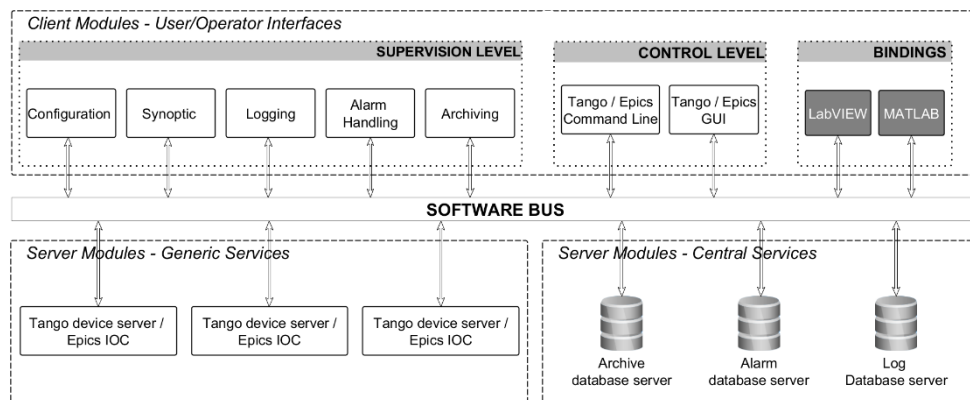 Client Modules - User/Operator Interfaces
SUPERVISION LEVEL
Configuration
Synoptic
Logging
Alarm
Handling
Archiving
CONTROL LEVEL
Tango / Epics
Command Line
Tango / Epics
GUI
BINDINGS
LabVIEW
MATLAB
SOFTWARE BUS
Server Modules - Generic Services
Tango device server /
Epics IOC
Tango device server /
Epics IOC
Tango device server /
Epics IOC
Server Modules - Central Services
Archive
database server
Alarm
database server
Log
Database server